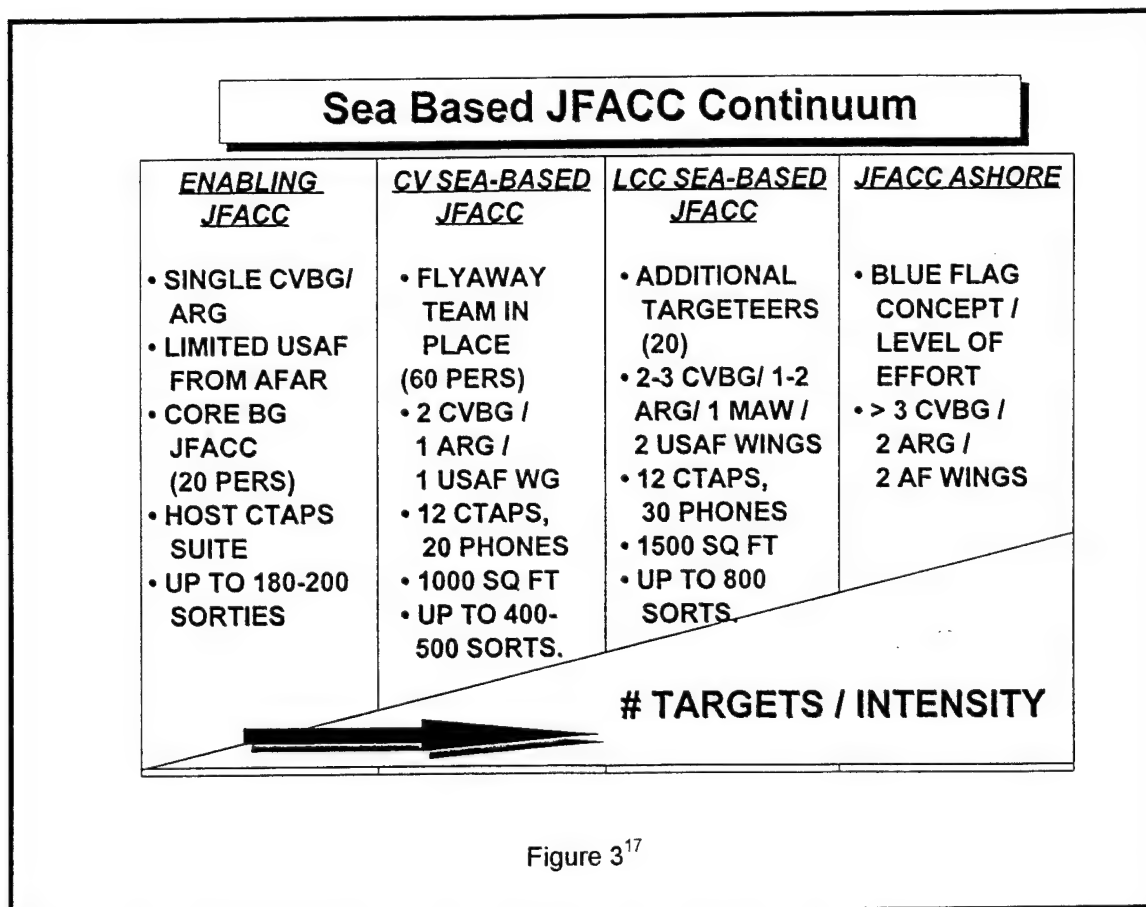 Sea Based JFACC Continuum
ENABLING
JFACC
• SINGLE CVBG/
ARG
• LIMITED USAF
FROM AFAR
• CORE BG
JFACC
(20 PERS)
• HOST CTAPS
SUITE
• UP TO 180-200
SORTIES
CV SEA-BASED
JFACC
• FLYAWAY
TEAM IN
PLACE
(60 PERS)
• 2 CVBG /
1 ARG /
1 USAF WG
• 12 CTAPS,
20 PHONES
• 1000 SQ FT
• UP TO 400-
500 SORTS.
LCC SEA-BASED
JFACC
• ADDITIONAL
TARGETEERS
(20)
• 2-3 CVBG/ 1-2
ARG/ 1 MAW /
2 USAF WINGS
• 12 CTAPS,
30 PHONES
• 1500 SQ FT
• UP TO 800
SORTS.
JFACC ASHORE
• BLUE FLAG
CONCEPT /
LEVEL OF
EFFORT
• > 3 CVBG /
2 ARG /
2 AF WINGS
# TARGETS / INTENSITY
Figure 3¹⁷